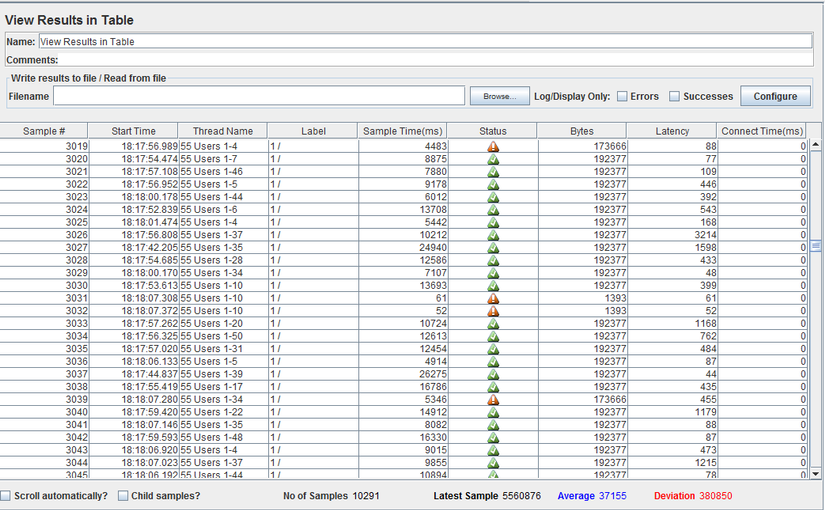 View Results in Table
Name: View Results in Table
Comments:
Write results to file / Read from file
Filename Browse... Log/Display Only: Errors Successes Configure
Sample # Start Time Thread Name Label Sample Time(ms) Status Bytes Latency Connect Time(ms)
3019 18:17:56.989 55 Users 1-4 1 / 4483 173666 88 0
3020 18:17:54.474 55 Users 1-7 1 / 8875 192377 77 0
3021 18:17:57.108 55 Users 1-46 1 / 7880 192377 109 0
3022 18:17:56.952 55 Users 1-5 1 / 9178 192377 446 0
3023 18:18:00.178 55 Users 1-44 1 / 6012 192377 392 0
3024 18:17:52.839 55 Users 1-6 1 / 13708 192377 543 0
3025 18:18:01.474 55 Users 1-4 1 / 5442 192377 168 0
3026 18:17:56.808 55 Users 1-37 1 / 10212 192377 3214 0
3027 18:17:42.205 55 Users 1-35 1 / 24940 192377 1598 0
3028 18:17:54.685 55 Users 1-28 1 / 12586 192377 433 0
3029 18:18:00.170 55 Users 1-34 1 / 7107 192377 48 0
3030 18:17:53.613 55 Users 1-10 1 / 13693 192377 399 0
3031 18:18:07.308 55 Users 1-10 1 / 61 1393 61 0
3032 18:18:07.372 55 Users 1-10 1 / 52 1393 52 0
3033 18:17:57.262 55 Users 1-20 1 / 10724 192377 1168 0
3034 18:17:56.325 55 Users 1-50 1 / 12613 192377 762 0
3035 18:17:57.020 55 Users 1-31 1 / 12454 192377 484 0
3036 18:18:06.133 55 Users 1-5 1 / 4914 192377 87 0
3037 18:17:44.837 55 Users 1-39 1 / 26275 192377 44 0
3038 18:17:55.419 55 Users 1-17 1 / 16786 192377 435 0
3039 18:18:07.280 55 Users 1-34 1 / 5346 173666 455 0
3040 18:17:59.420 55 Users 1-22 1 / 14912 192377 1179 0
3041 18:18:07.146 55 Users 1-35 1 / 8082 192377 88 0
3042 18:17:59.593 55 Users 1-48 1 / 16330 192377 87 0
3043 18:18:06.920 55 Users 1-4 1 / 9015 192377 473 0
3044 18:18:07.023 55 Users 1-37 1 / 9855 192377 1215 0
3045 18:18:06.192 55 Users 1-44 1 / 10894 192377 78 0
Scroll automatically? Child samples? No of Samples 10291 Latest Sample 5560876 Average 37155 Deviation 380850